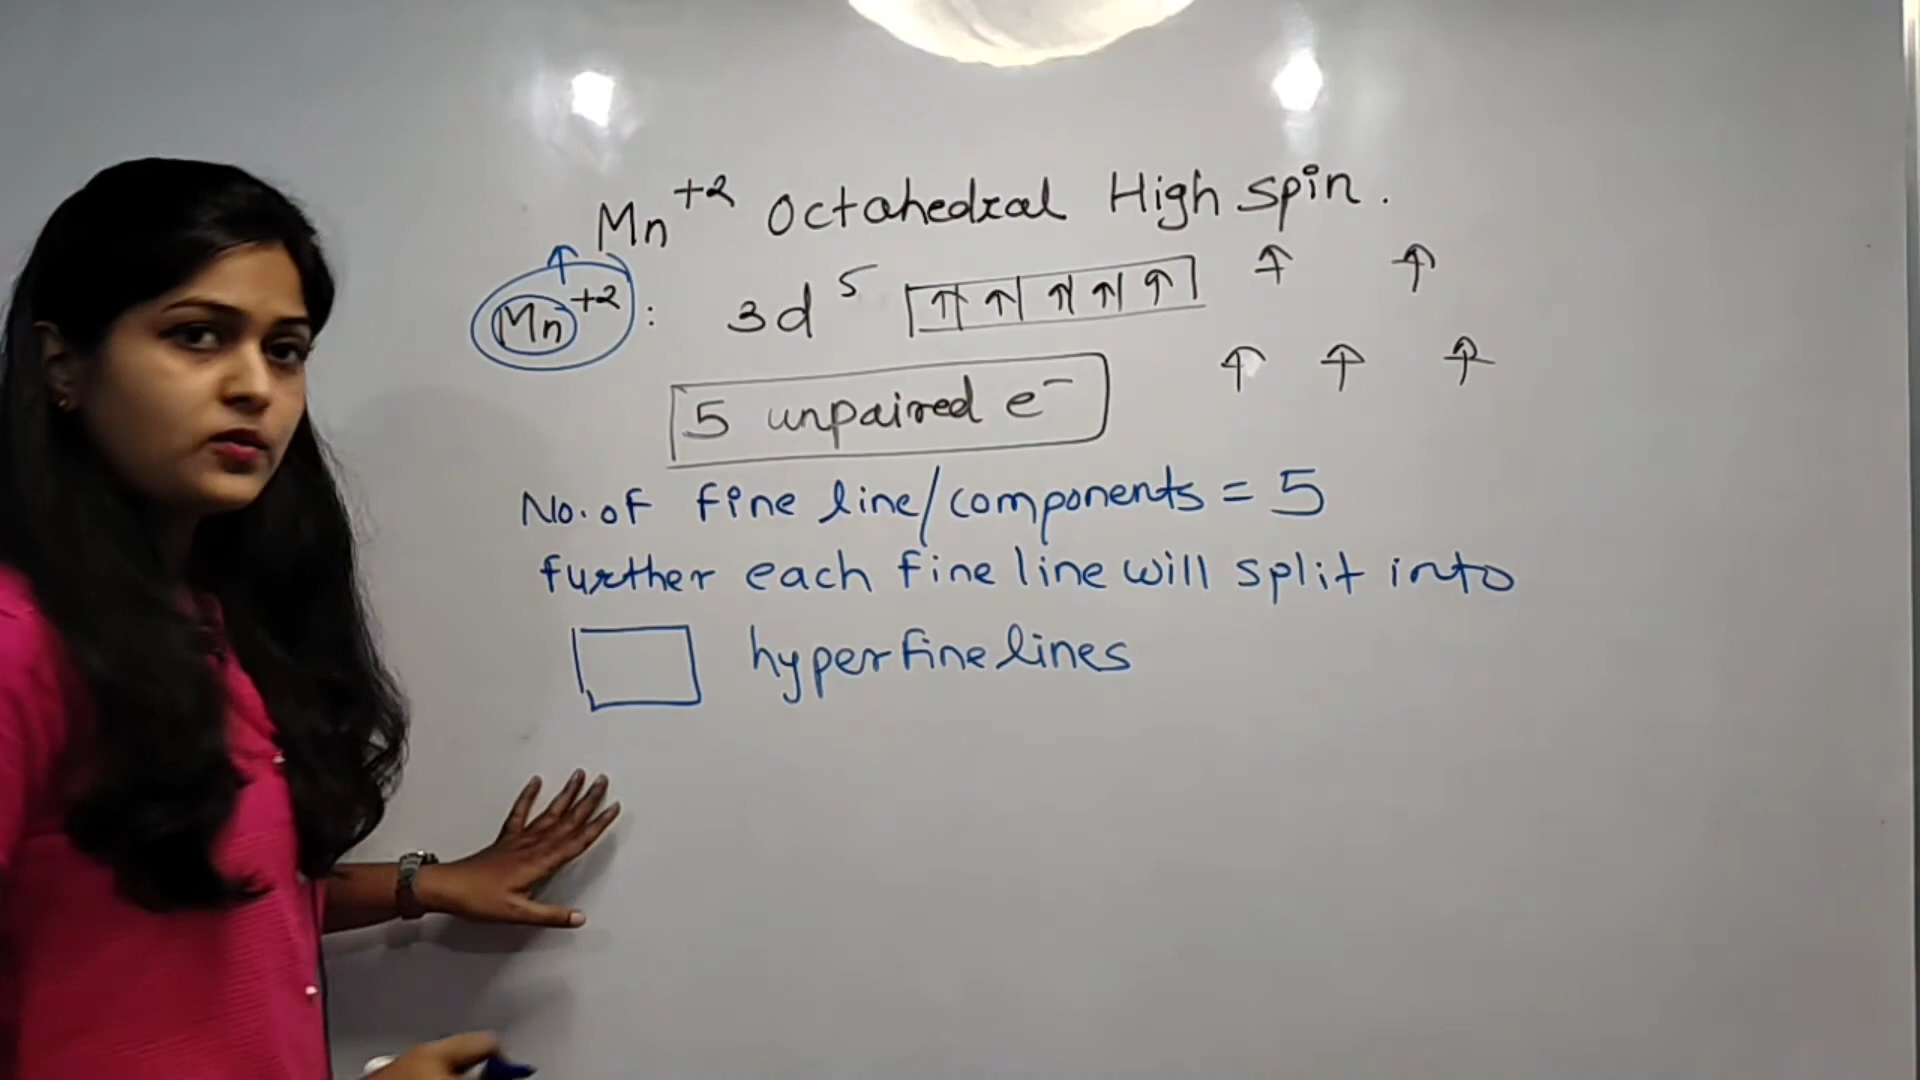 Mn+2 Octahedral High spin.
Mn+2 : 3d5 ↑ ↑ ↑ ↑ ↑ ↑ ↑
5 unpaired e- ↑ ↑ ↑
No. of fine line/components = 5
further each fine line will split into
hyperfine lines